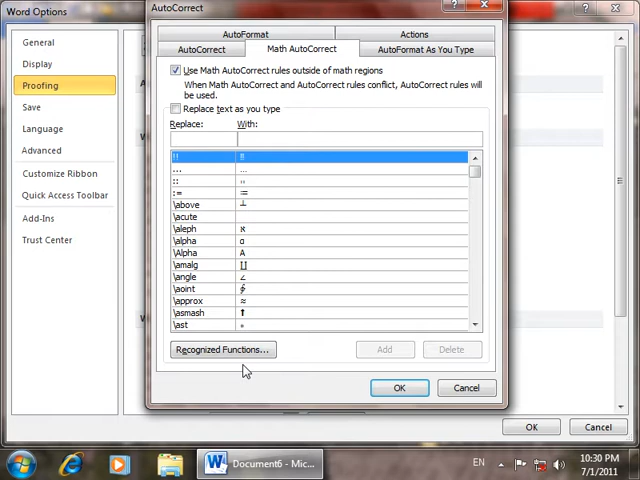 Word Options
AutoCorrect
General
Display
Proofing
Save
Language
Advanced
Customize Ribbon
Quick Access Toolbar
Add-Ins
Trust Center
AutoFormat
Actions
AutoCorrect
Math AutoCorrect
AutoFormat As You Type
Use Math AutoCorrect rules outside of math regions
When Math AutoCorrect and AutoCorrect rules conflict, AutoCorrect rules will
be used.
Replace text as you type
Replace: With:
!! ‼
... …
:: ∷
:= ≔
\above ┴
\acute
\aleph ℵ
\alpha α
\Alpha Α
\amalg ∐
\angle ∠
\aoint ∳
\approx ≈
\asmash ⬆
\ast *
Recognized Functions...
Add
Delete
OK
Cancel
OK
Cancel
Document6 - Mic...
EN
10:30 PM
7/1/2011